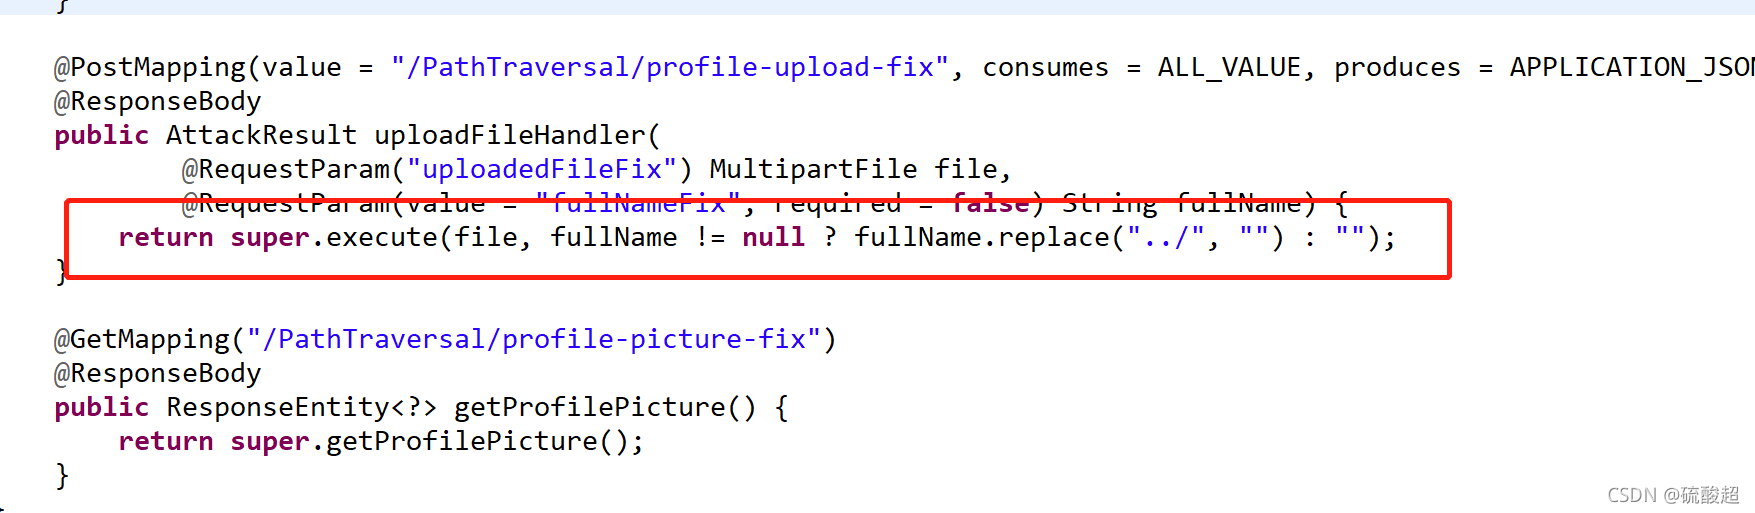 }
@PostMapping(value = "/PathTraversal/profile-upload-fix", consumes = ALL_VALUE, produces = APPLICATION_JSON
@ResponseBody
public AttackResult uploadFileHandler(
@RequestParam("uploadedFileFix") MultipartFile file,
@RequestParam(value = "fullNameFix", required = false) String fullName) {
return super.execute(file, fullName != null ? fullName.replace("../", "") : "");
}
@GetMapping("/PathTraversal/profile-picture-fix")
@ResponseBody
public ResponseEntity<?> getProfilePicture() {
return super.getProfilePicture();
}
CSDN @硫酸超